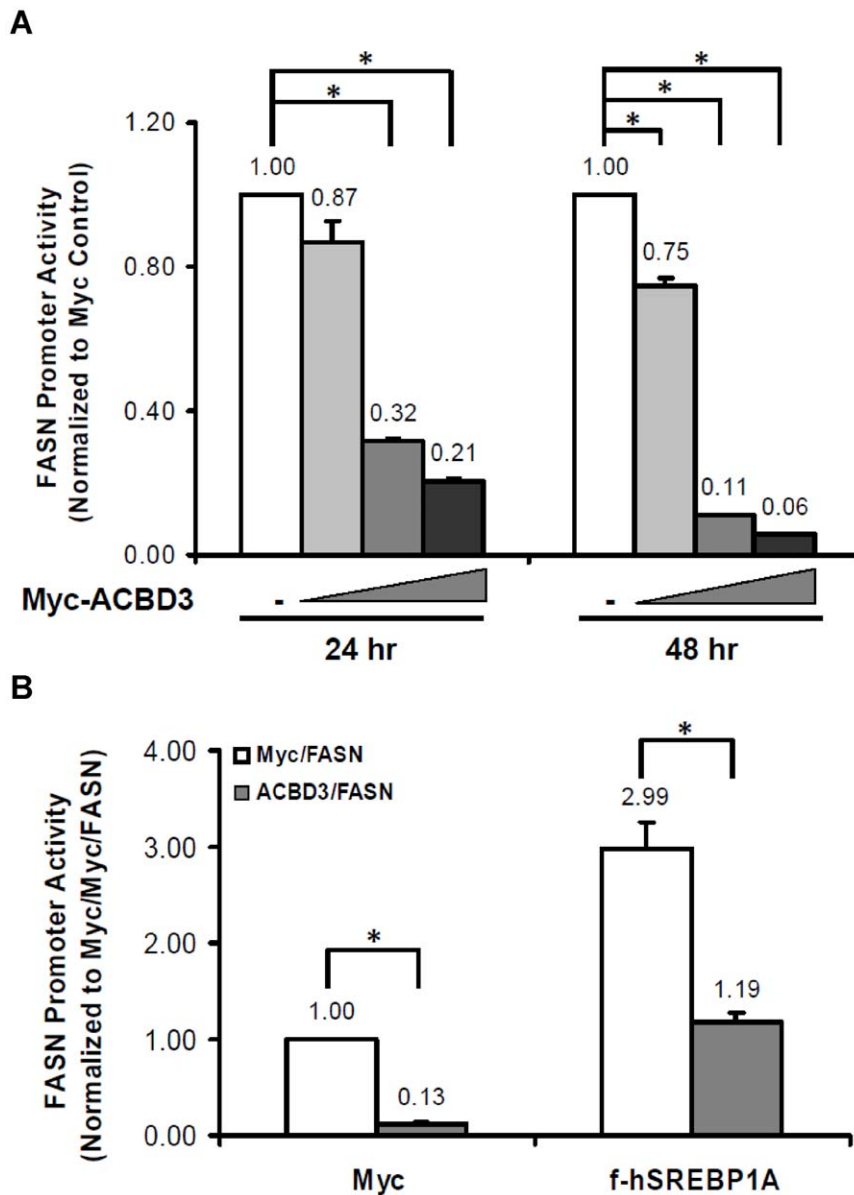 A
FASN Promoter Activity
(Normalized to Myc Control)
1.20
0.80
0.40
0.00
* *
1.00 0.87 0.32 0.21
* * *
1.00 0.75 0.11 0.06
Myc-ACBD3 - -
24 hr 48 hr
B
FASN Promoter Activity
(Normalized to Myc/Myc/FASN)
4.00
3.00
2.00
1.00
0.00
Myc/FASN
ACBD3/FASN
*
1.00 0.13
*
2.99 1.19
Myc f-hSREBP1A